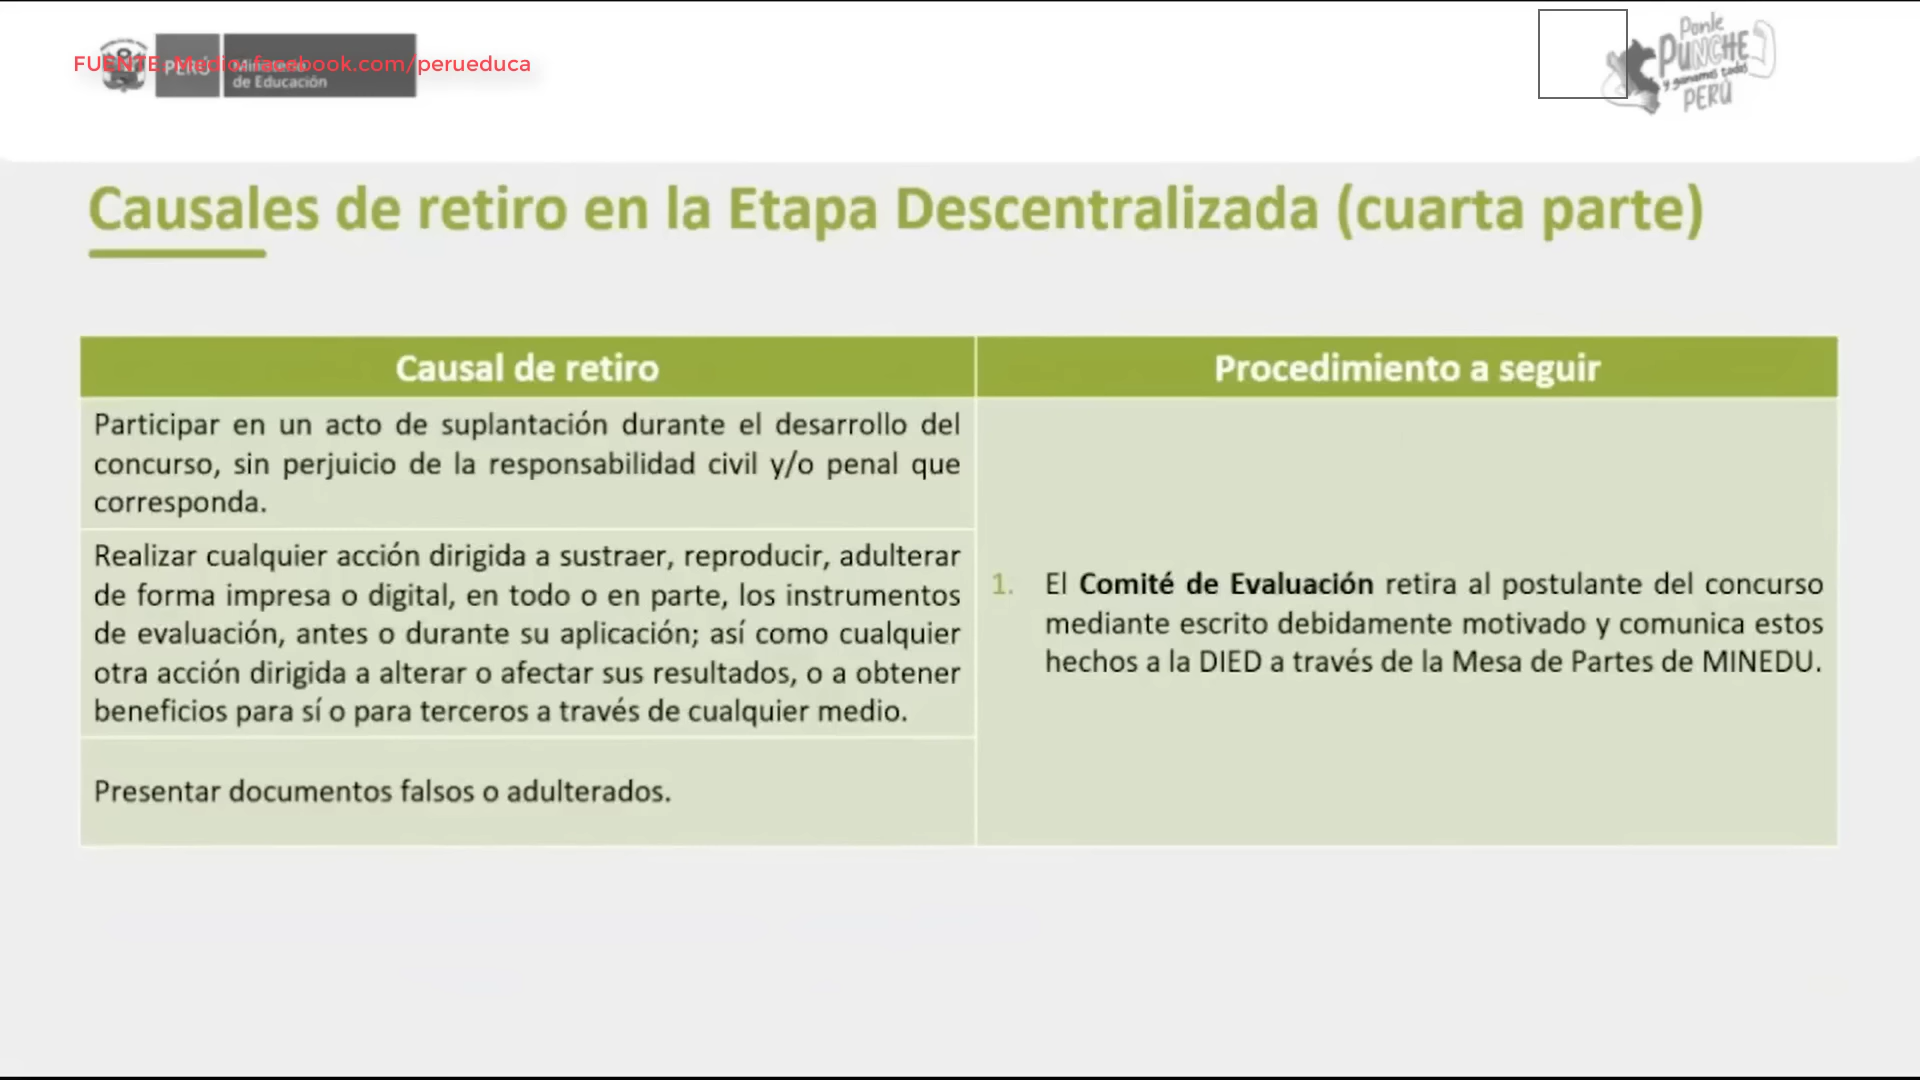 FUENTE: Medio: facebook.com/perueduca
PERÚ
Ministerio
de Educación
Ponle
PUNCHE
y ganamos todos
PERÚ
Causales de retiro en la Etapa Descentralizada (cuarta parte)
Causal de retiro
Procedimiento a seguir
Participar en un acto de suplantación durante el desarrollo del
concurso, sin perjuicio de la responsabilidad civil y/o penal que
corresponda.
Realizar cualquier acción dirigida a sustraer, reproducir, adulterar
de forma impresa o digital, en todo o en parte, los instrumentos
de evaluación, antes o durante su aplicación; así como cualquier
otra acción dirigida a alterar o afectar sus resultados, o a obtener
beneficios para sí o para terceros a través de cualquier medio.
Presentar documentos falsos o adulterados.
1. El Comité de Evaluación retira al postulante del concurso
mediante escrito debidamente motivado y comunica estos
hechos a la DIED a través de la Mesa de Partes de MINEDU.